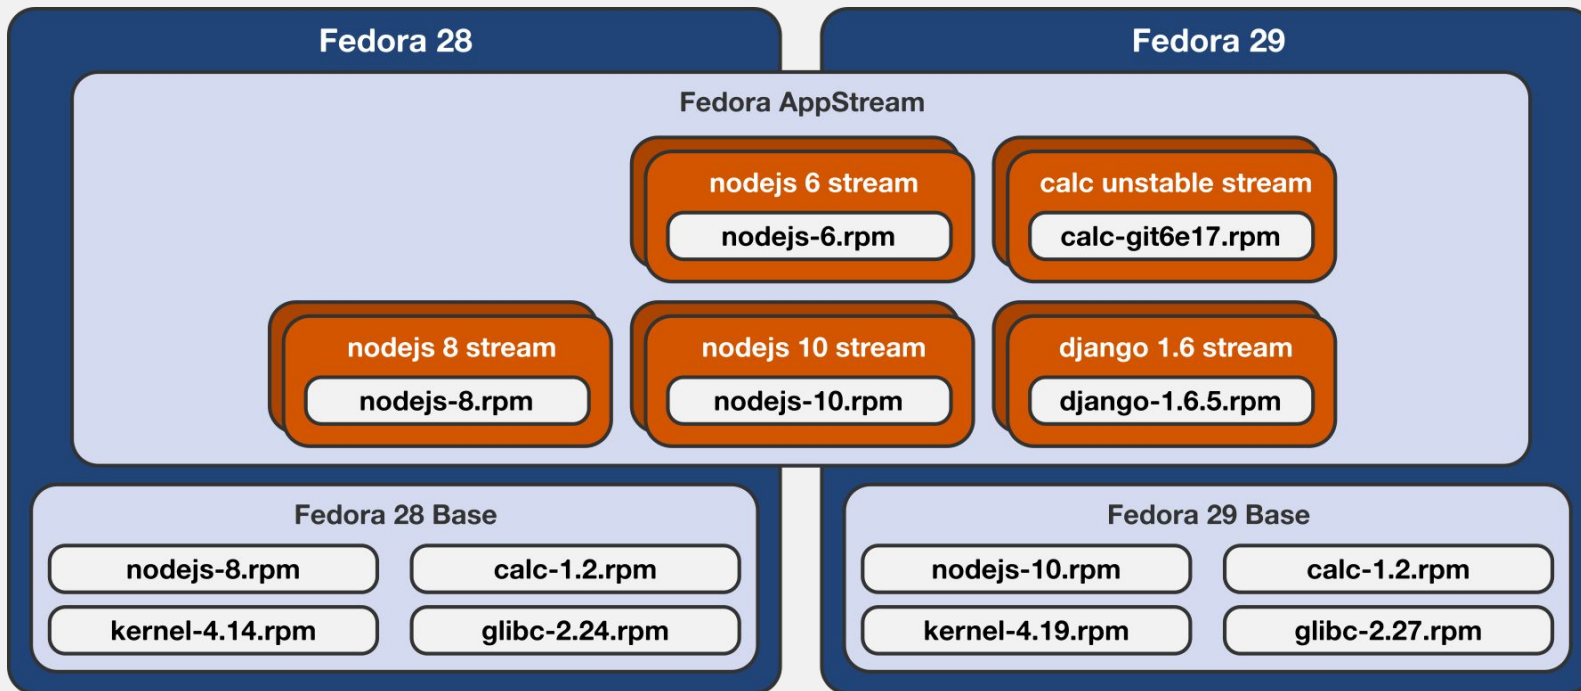 Fedora 28
Fedora 29
Fedora AppStream
nodejs 6 stream
nodejs-6.rpm
calc unstable stream
calc-git6e17.rpm
nodejs 8 stream
nodejs-8.rpm
nodejs 10 stream
nodejs-10.rpm
django 1.6 stream
django-1.6.5.rpm
Fedora 28 Base
nodejs-8.rpm
calc-1.2.rpm
kernel-4.14.rpm
glibc-2.24.rpm
Fedora 29 Base
nodejs-10.rpm
calc-1.2.rpm
kernel-4.19.rpm
glibc-2.27.rpm